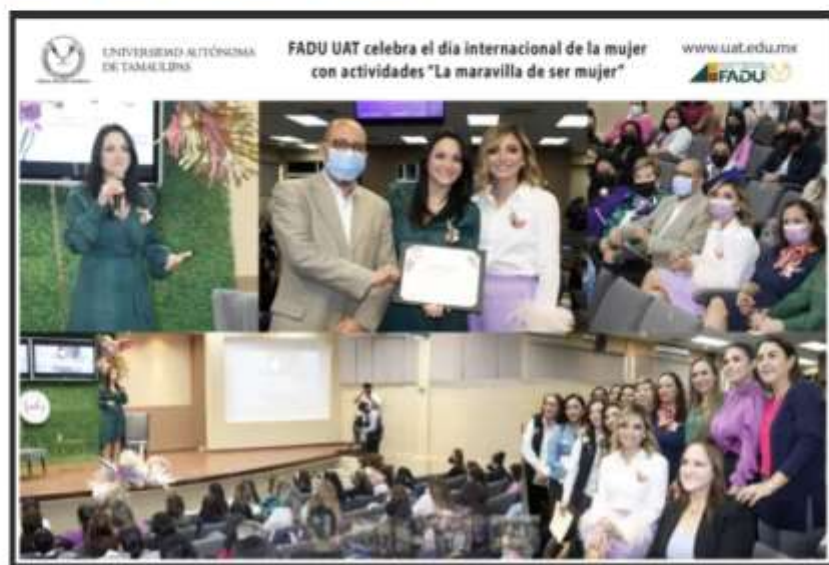 UNIVERSIDAD AUTÓNOMA
DE TAMAULIPAS
FADU UAT celebra el día internacional de la mujer
con actividades "La maravilla de ser mujer"
www.uat.edu.mx
FADU